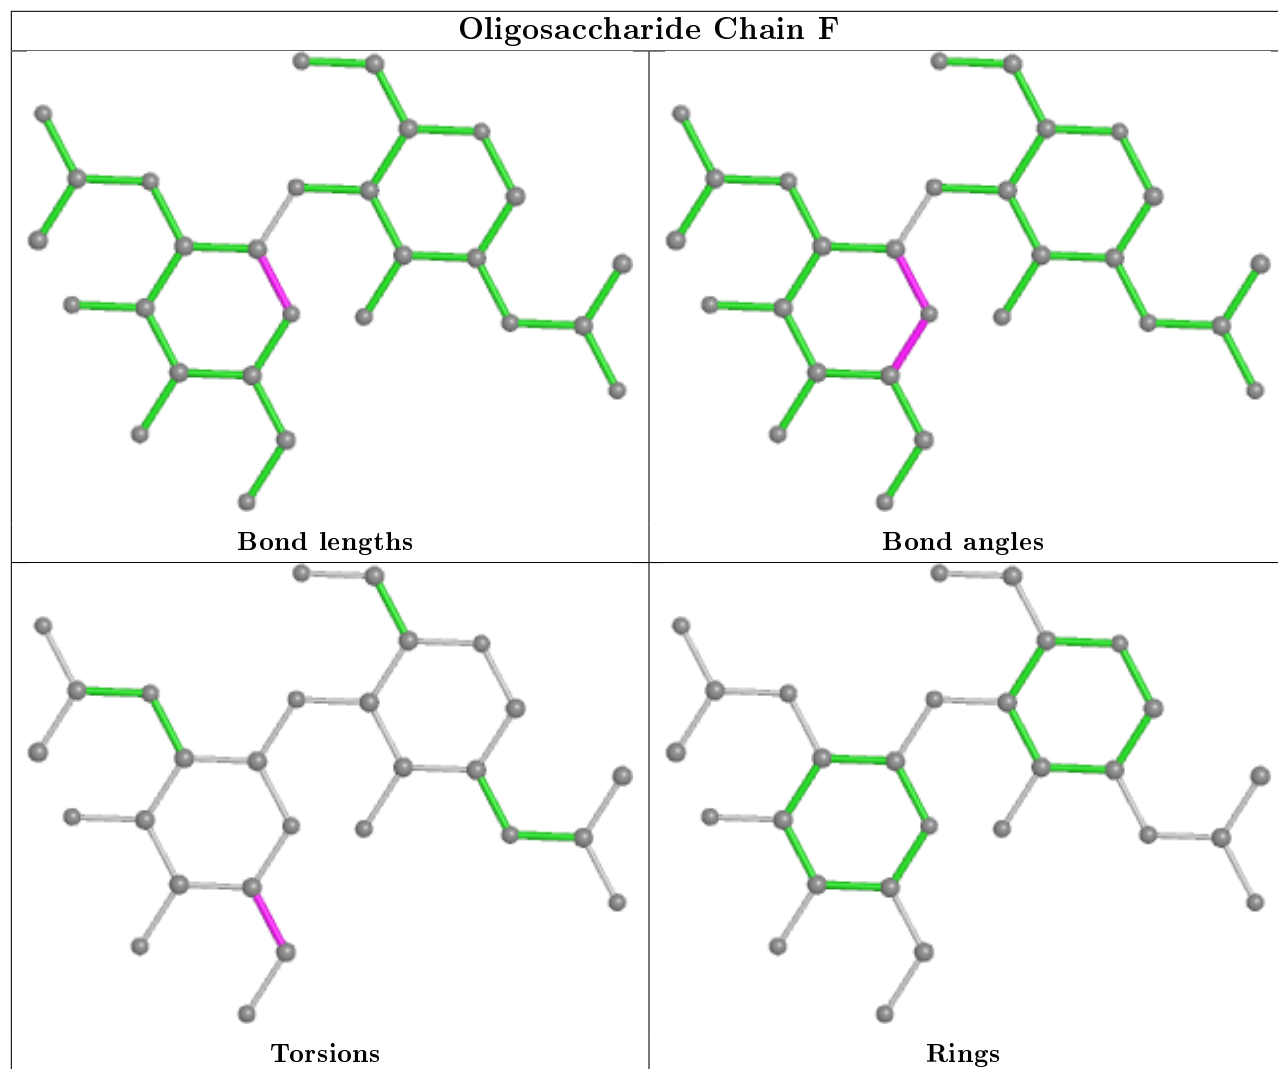 Oligosaccharide Chain F
Bond lengths
Bond angles
Torsions
Rings